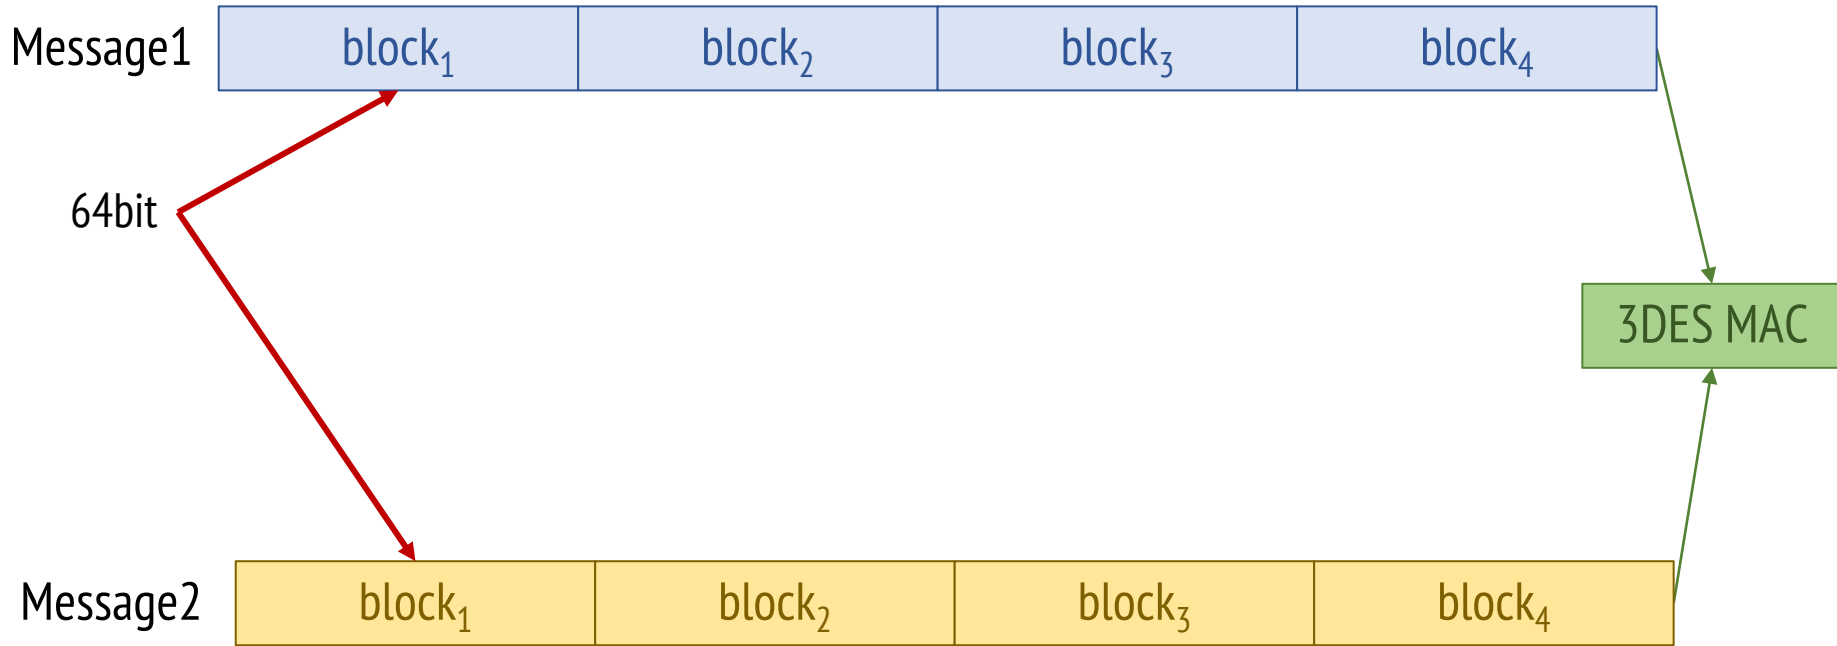 Message1 block₁ block₂ block₃ block₄
64bit
3DES MAC
Message2 block₁ block₂ block₃ block₄